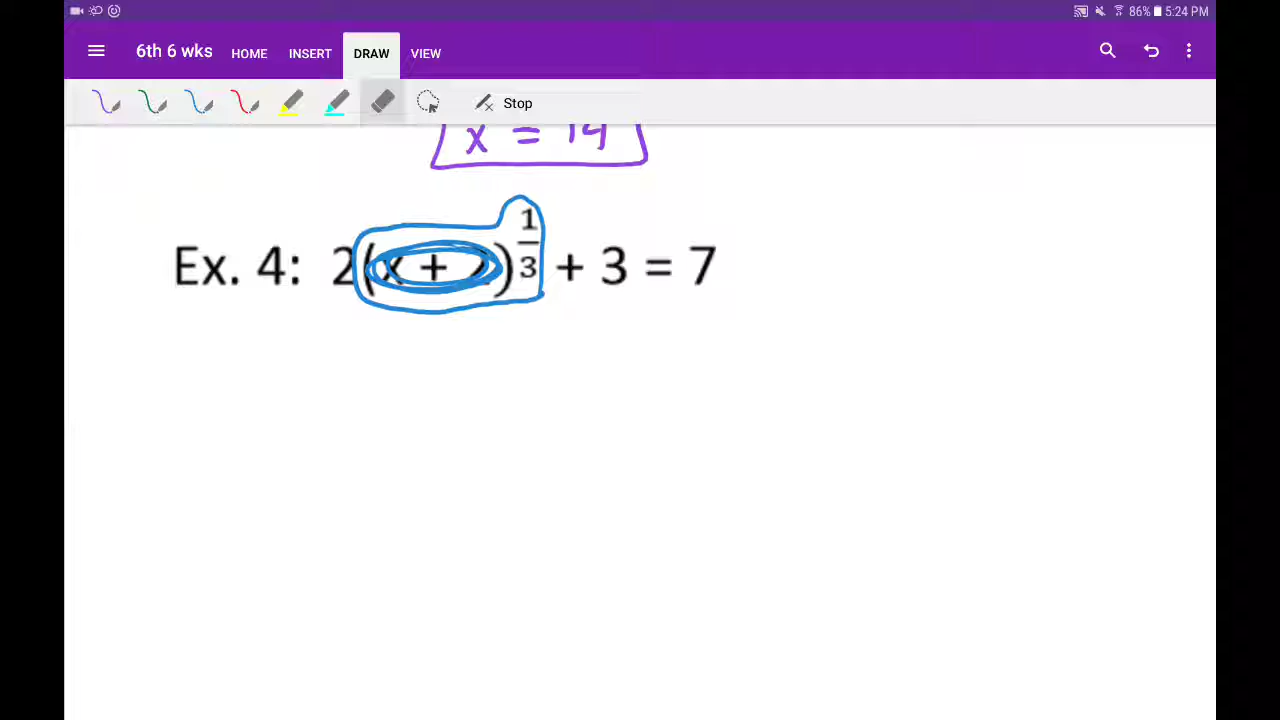 86% 5:24 PM
6th 6 wks HOME INSERT DRAW VIEW
Stop
x = 14
Ex. 4: 2(x + 2)^{1/3} + 3 = 7